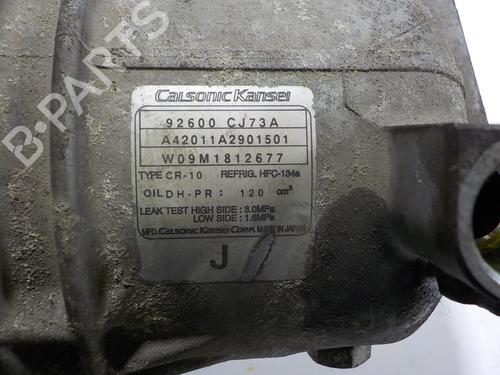 B-PARTS
Calsonic Kansei
92600 CJ73A
A42011A2901501
W09M1812677
TYPE CR-10 REFRIG. HFC-134a
OIL DH-PR : 120 cm³
LEAK TEST HIGH SIDE : 3.0MPa
LOW SIDE : 1.6MPa
MFD. CALSONIC KANSEI CORP. MADE IN JAPAN
J